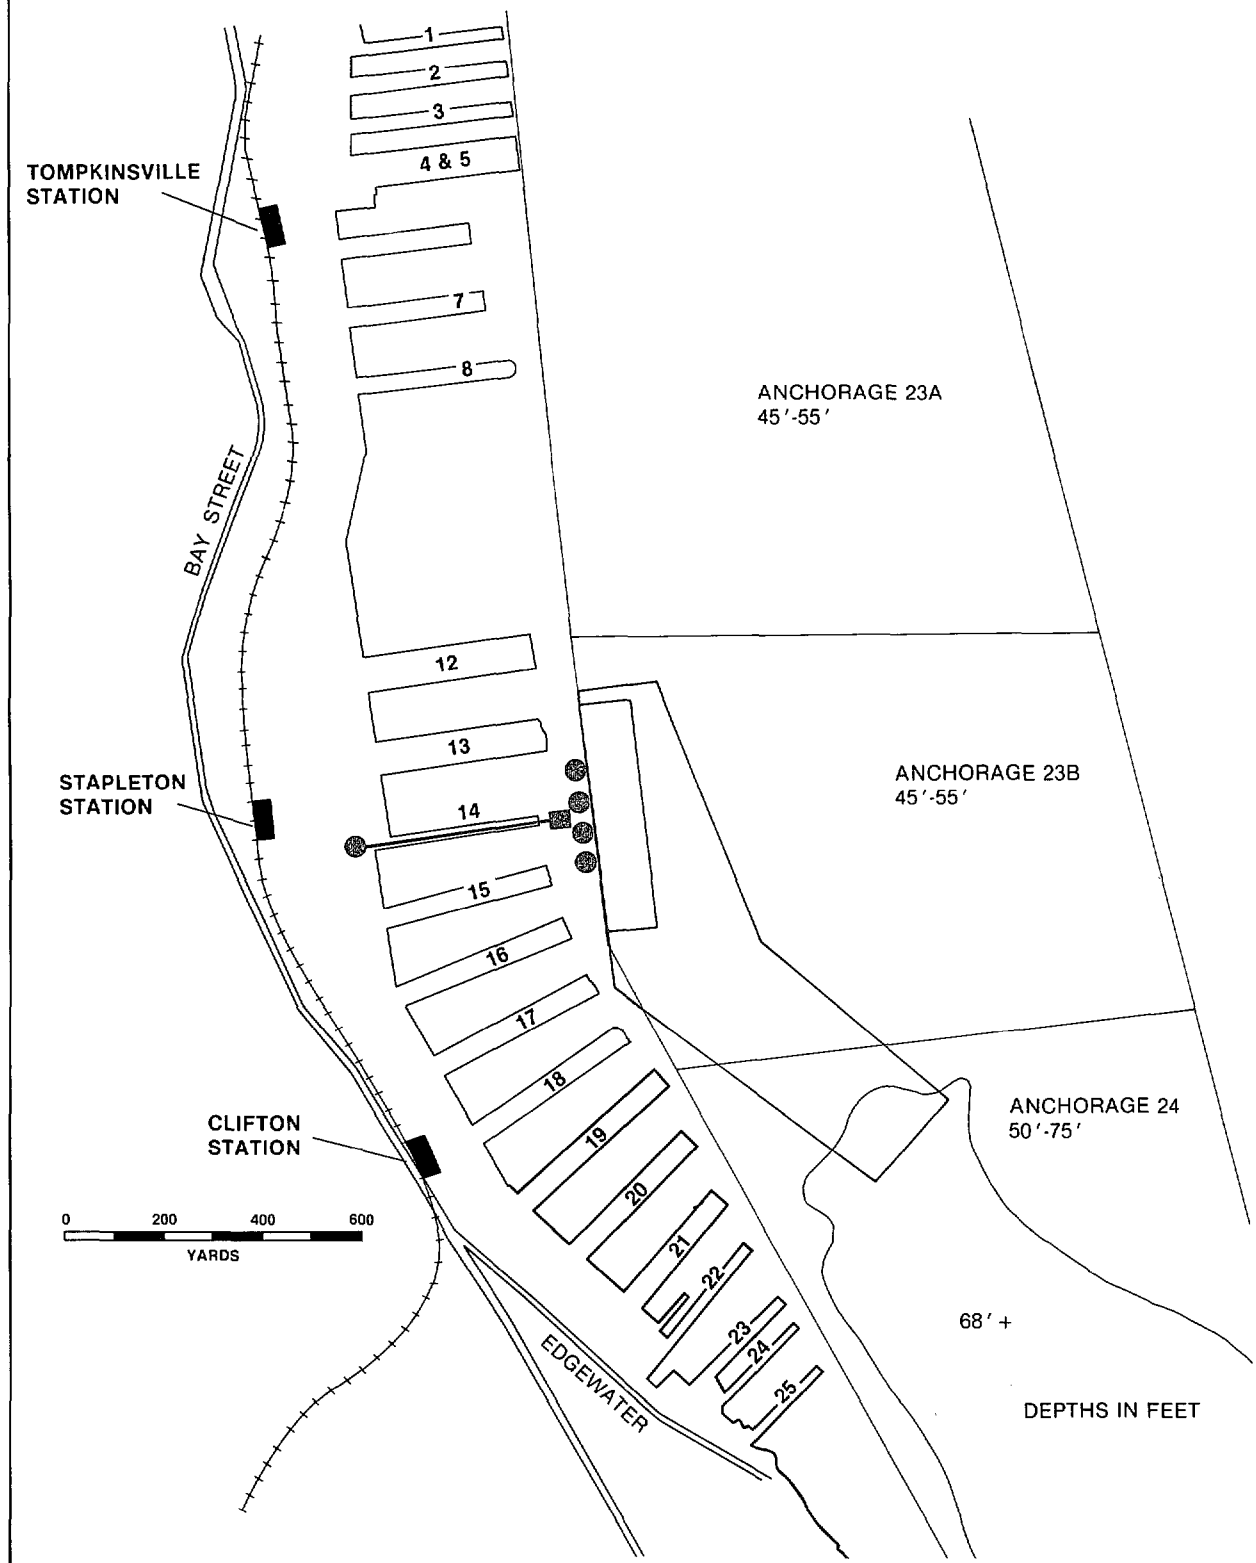 1
2
3
4 & 5
TOMPKINSVILLE
STATION
7
8
ANCHORAGE 23A
45'-55'
BAY STREET
12
13
STAPLETON
STATION
ANCHORAGE 23B
45'-55'
14
15
16
17
18
CLIFTON
STATION
ANCHORAGE 24
50'-75'
19
20
0 200 400 600
YARDS
21
22
23
24
25
68' +
EDGEWATER
DEPTHS IN FEET